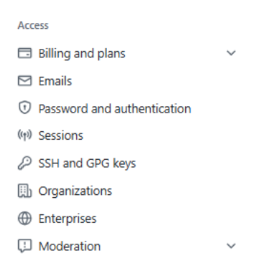 Access
Billing and plans
Emails
Password and authentication
Sessions
SSH and GPG keys
Organizations
Enterprises
Moderation